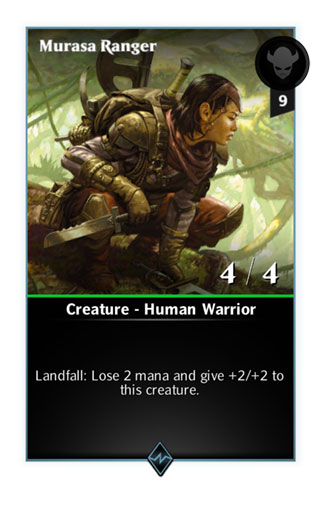 Murasa Ranger
9
4 / 4
Creature - Human Warrior
Landfall: Lose 2 mana and give +2/+2 to
this creature.